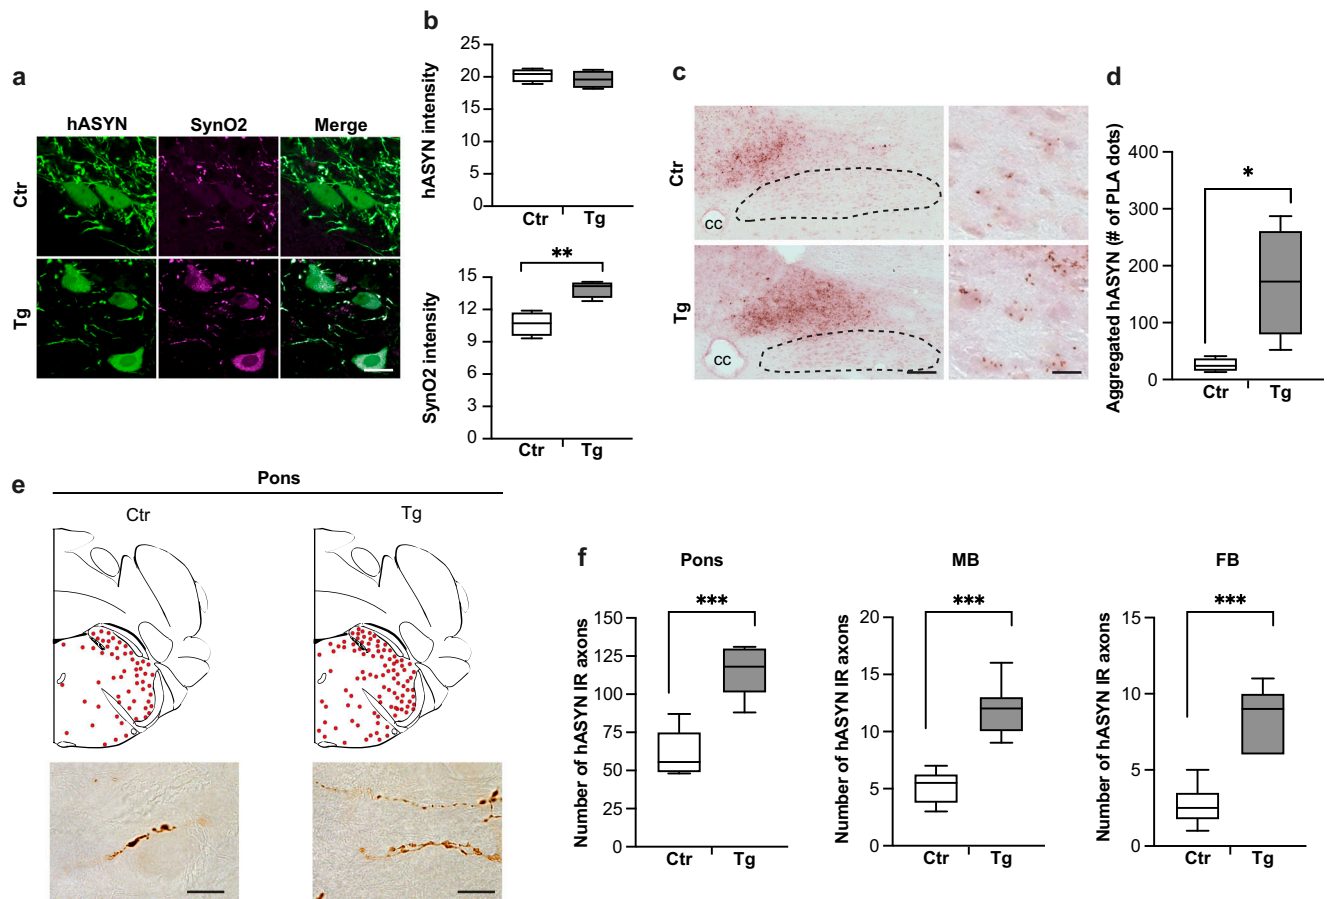 a
hASYN SynO2 Merge
Ctr
Tg
b
hASYN intensity
25
20
15
10
5
0
Ctr Tg
**
SynO2 intensity
15
12
9
6
3
0
Ctr Tg
c
Ctr
cc
Tg
cc
d
Aggregated hASYN (# of PLA dots)
400
300
200
100
0
*
Ctr Tg
e
Pons
Ctr Tg
f
Pons
***
Number of hASYN IR axons
150
125
100
75
50
25
0
Ctr Tg
MB
***
Number of hASYN IR axons
20
15
10
5
0
Ctr Tg
FB
***
Number of hASYN IR axons
15
10
5
0
Ctr Tg